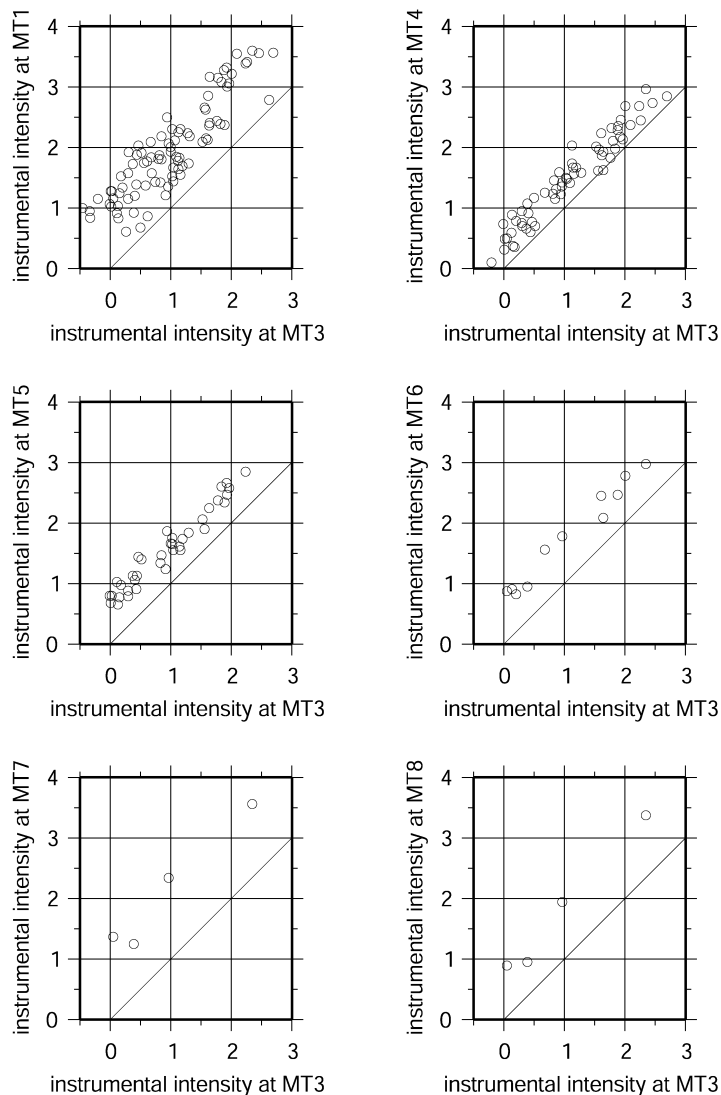 instrumental intensity at MT1
4
3
2
1
0
0 1 2 3
instrumental intensity at MT3
instrumental intensity at MT4
4
3
2
1
0
0 1 2 3
instrumental intensity at MT3
instrumental intensity at MT5
4
3
2
1
0
0 1 2 3
instrumental intensity at MT3
instrumental intensity at MT6
4
3
2
1
0
0 1 2 3
instrumental intensity at MT3
instrumental intensity at MT7
4
3
2
1
0
0 1 2 3
instrumental intensity at MT3
instrumental intensity at MT8
4
3
2
1
0
0 1 2 3
instrumental intensity at MT3